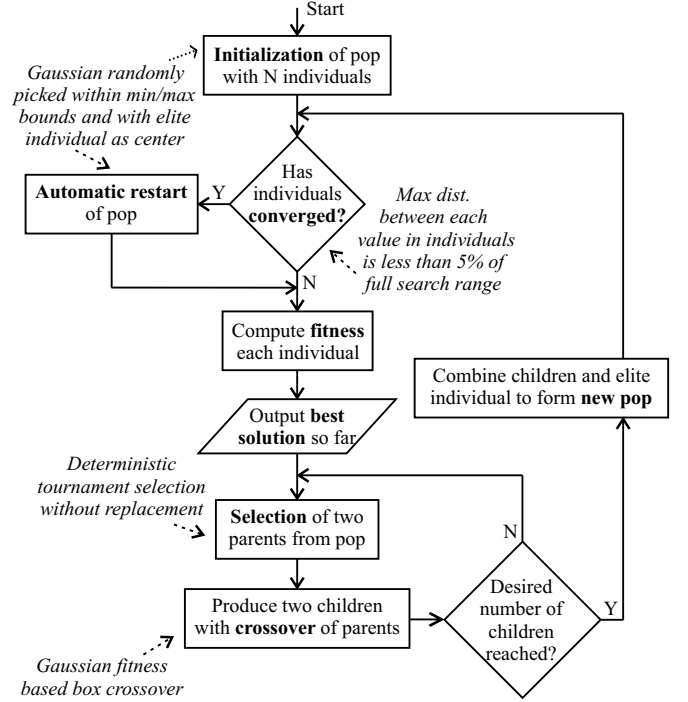 Start
Initialization of pop
with N individuals
Gaussian randomly
picked within min/max
bounds and with elite
individual as center
Automatic restart
of pop
Y
Has
individuals
converged?
Max dist.
between each
value in individuals
is less than 5% of
full search range
N
Compute fitness
each individual
Combine children and elite
individual to form new pop
Output best
solution so far
Deterministic
tournament selection
without replacement
Selection of two
parents from pop
N
Desired
number of
children
reached?
Y
Produce two children
with crossover of parents
Gaussian fitness
based box crossover